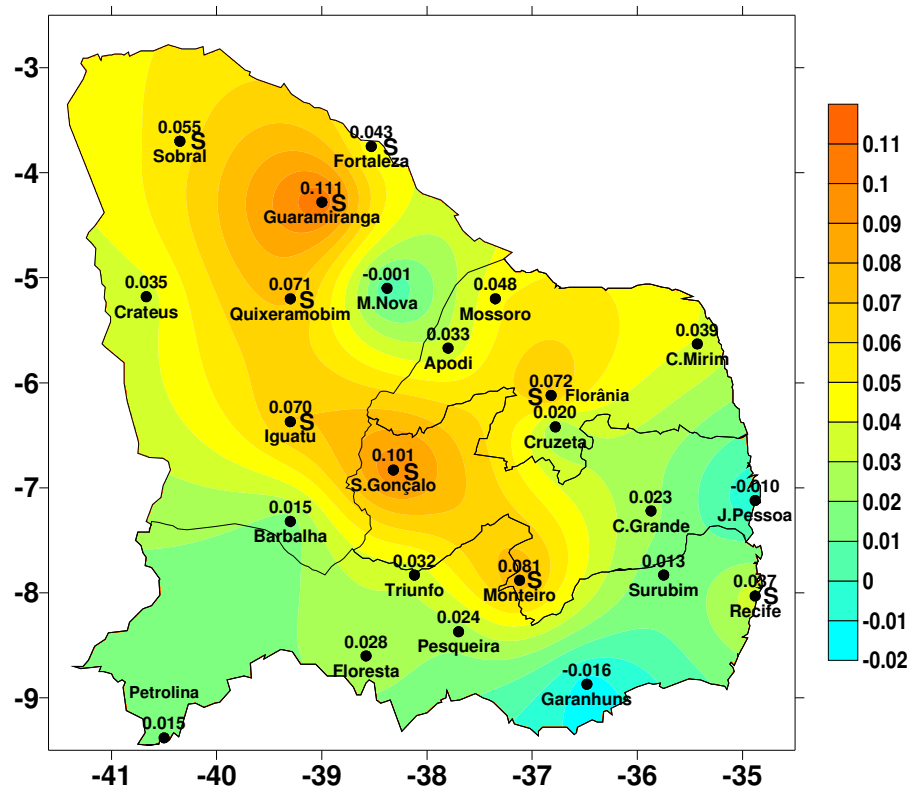 -3
-4
-5
-6
-7
-8
-9
0.055
S
Sobral
0.043
S
Fortaleza
0.111
S
Guaramiranga
0.035
Crateus
0.071
S
Quixeramobim
-0.001
M.Nova
0.048
Mossoro
0.033
Apodi
0.039
C.Mirim
0.072
S
Florânia
0.020
Cruzeta
0.070
S
Iguatu
0.101
S
S.Gonçalo
-0.010
J.Pessoa
0.023
C.Grande
0.015
Barbalha
0.032
Triunfo
0.081
S
Monteiro
0.013
Surubim
0.037
S
Recife
0.024
Pesqueira
0.028
Floresta
-0.016
Garanhuns
Petrolina
0.015
-41
-40
-39
-38
-37
-36
-35
0.11
0.1
0.09
0.08
0.07
0.06
0.05
0.04
0.03
0.02
0.01
0
-0.01
-0.02